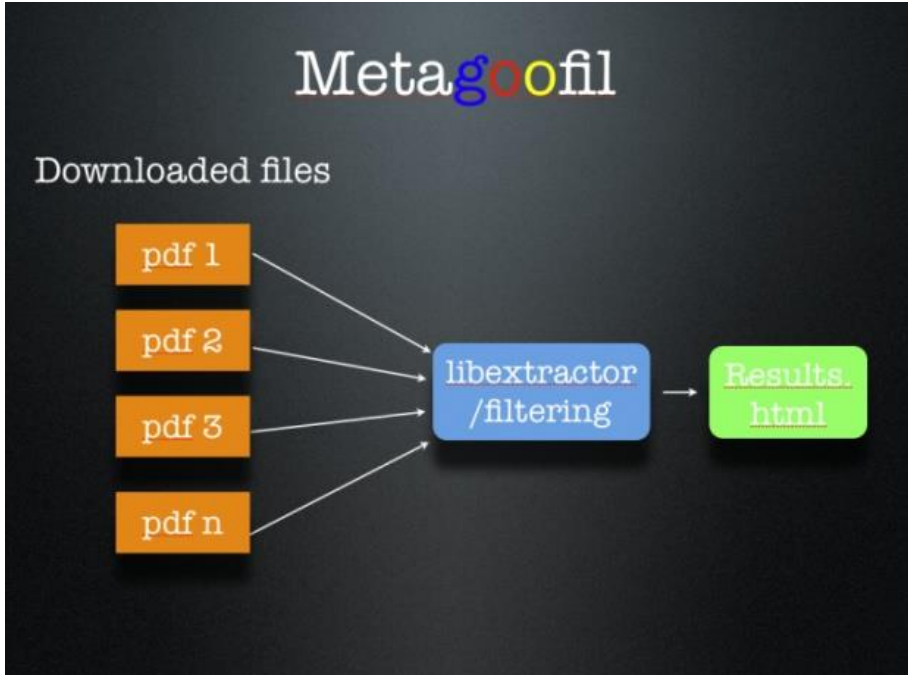 Metagoofil
Downloaded files
pdf 1
pdf 2
pdf 3
pdf n
libextractor
/filtering
Results.
html